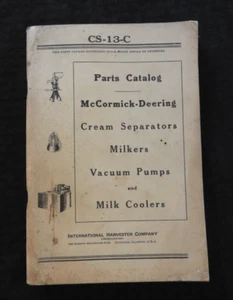 CS-13-C
Parts Catalog
McCormick-Deering
Cream Separators
Milkers
Vacuum Pumps
and
Milk Coolers
INTERNATIONAL HARVESTER COMPANY